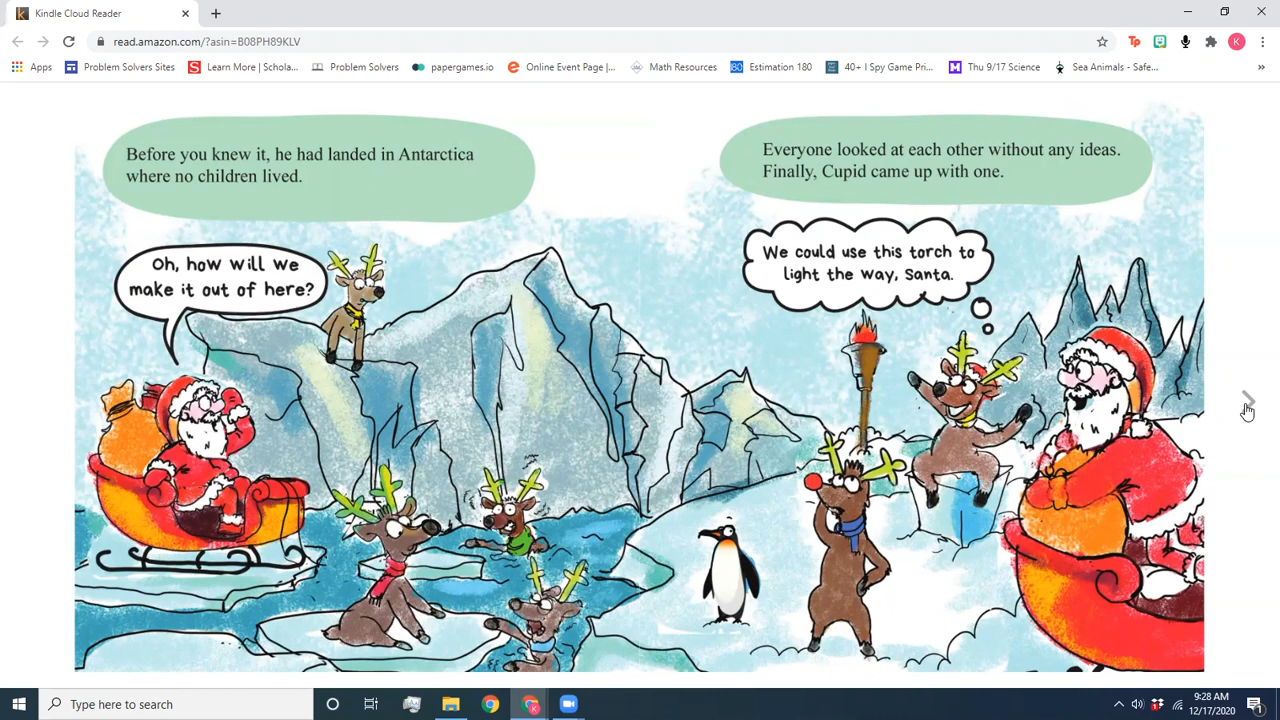 Kindle Cloud Reader
read.amazon.com/?asin=B08PH89KLV
K
Apps
Problem Solvers Sites
S Learn More | Schola...
Problem Solvers
papergames.io
Online Event Page |...
Math Resources
80 Estimation 180
40+ I Spy Game Pri...
M Thu 9/17 Science
Sea Animals - Safe...
»
Before you knew it, he had landed in Antarctica
where no children lived.
Oh, how will we
make it out of here?
Everyone looked at each other without any ideas.
Finally, Cupid came up with one.
We could use this torch to
light the way, Santa.
Type here to search
9:28 AM
12/17/2020